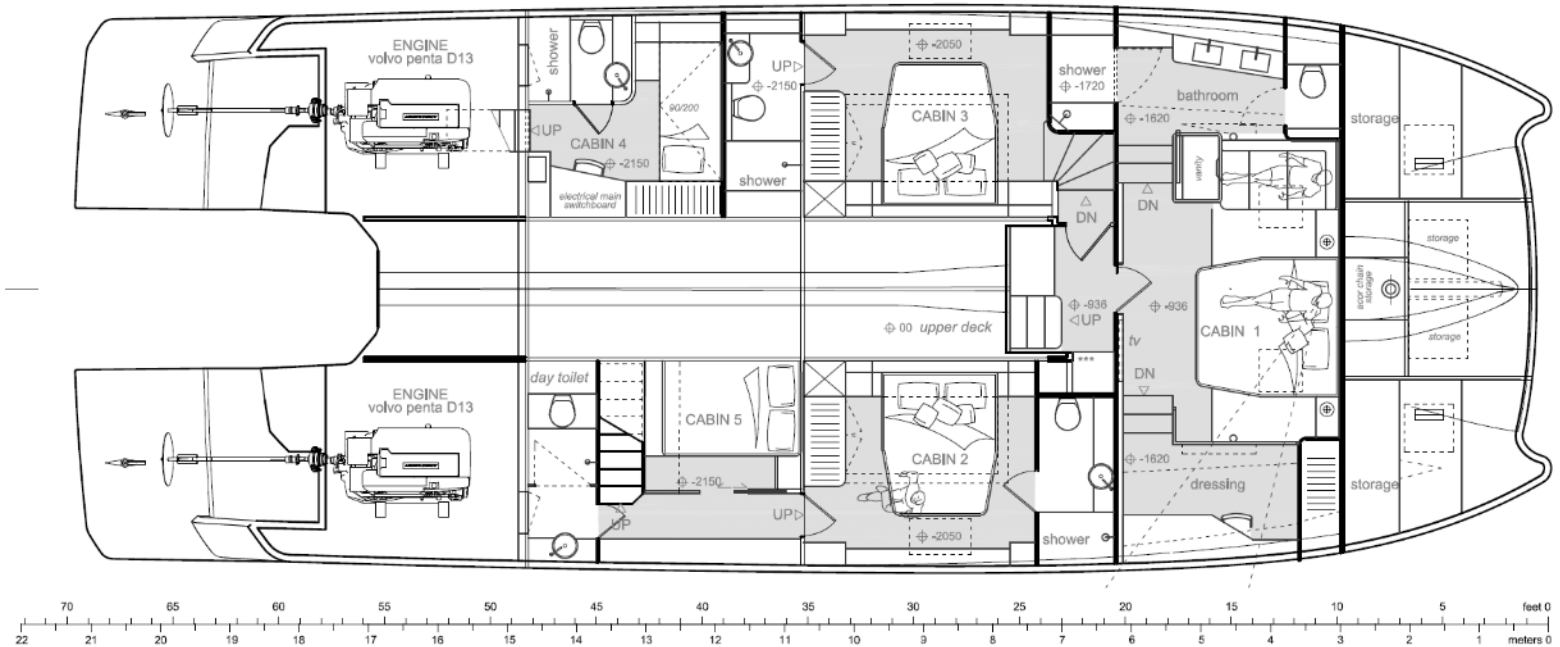 ENGINE
volvo penta D13
shower
UP
CABIN 4
-2150
electrical main
switchboard
90/200
UP
-2150
shower
-2050
CABIN 3
shower
-1720
DN
bathroom
-1620
vanity
DN
storage
storage
storage
-936
UP
00 upper deck
-936
CABIN 1
tv
***
DN
acor chain
storage
ENGINE
volvo penta D13
day toilet
UP
CABIN 5
-2150
UP
CABIN 2
-2050
shower
-1620
dressing
storage
70 65 60 55 50 45 40 35 30 25 20 15 10 5 feet 0
22 21 20 19 18 17 16 15 14 13 12 11 10 9 8 7 6 5 4 3 2 1 meters 0